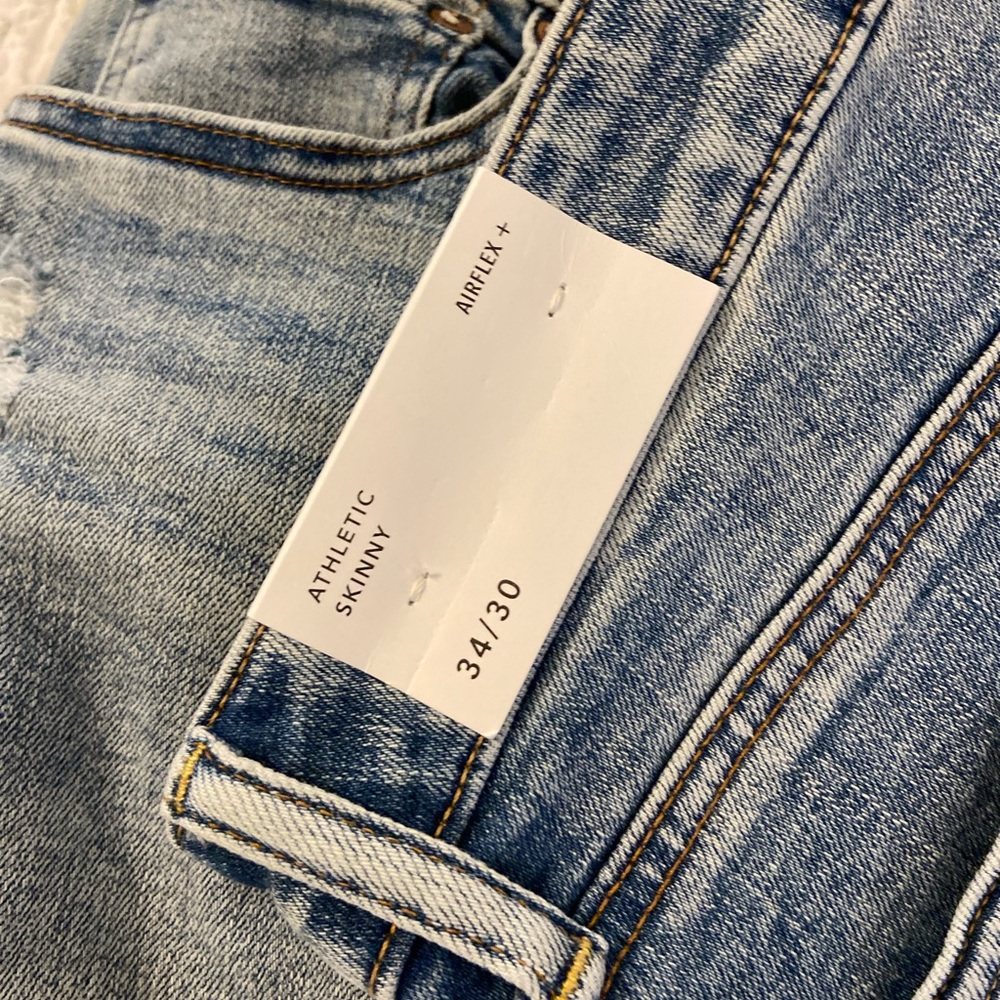 AIRFLEX +
ATHLETIC
SKINNY
34/30